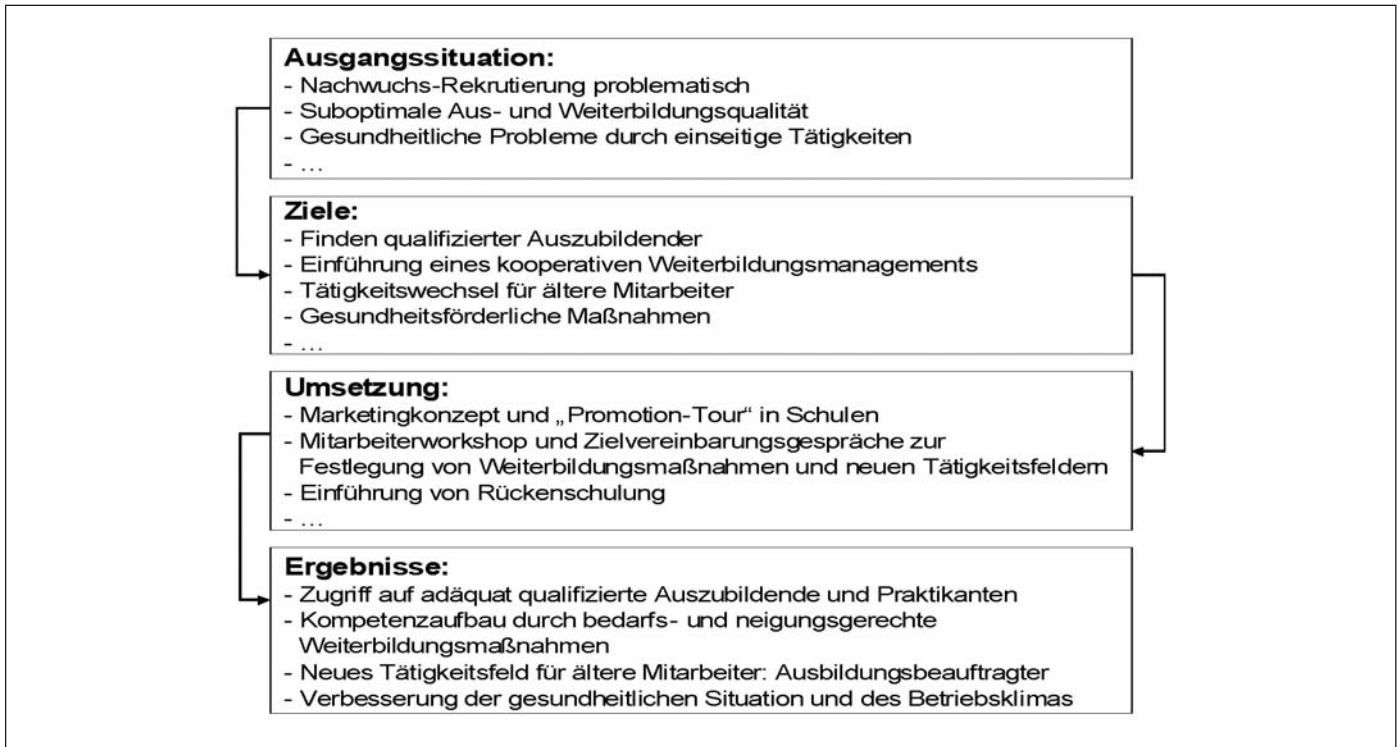 Ausgangssituation:
- Nachwuchs-Rekrutierung problematisch
- Suboptimale Aus- und Weiterbildungsqualität
- Gesundheitliche Probleme durch einseitige Tätigkeiten
- ...
Ziele:
- Finden qualifizierter Auszubildender
- Einführung eines kooperativen Weiterbildungsmanagements
- Tätigkeitswechsel für ältere Mitarbeiter
- Gesundheitsförderliche Maßnahmen
- ...
Umsetzung:
- Marketingkonzept und „Promotion-Tour“ in Schulen
- Mitarbeiterworkshop und Zielvereinbarungsgespräche zur
Festlegung von Weiterbildungsmaßnahmen und neuen Tätigkeitsfeldern
- Einführung von Rückenschulung
- ...
Ergebnisse:
- Zugriff auf adäquat qualifizierte Auszubildende und Praktikanten
- Kompetenzaufbau durch bedarfs- und neigungsgerechte
Weiterbildungsmaßnahmen
- Neues Tätigkeitsfeld für ältere Mitarbeiter: Ausbildungsbeauftragter
- Verbesserung der gesundheitlichen Situation und des Betriebsklimas